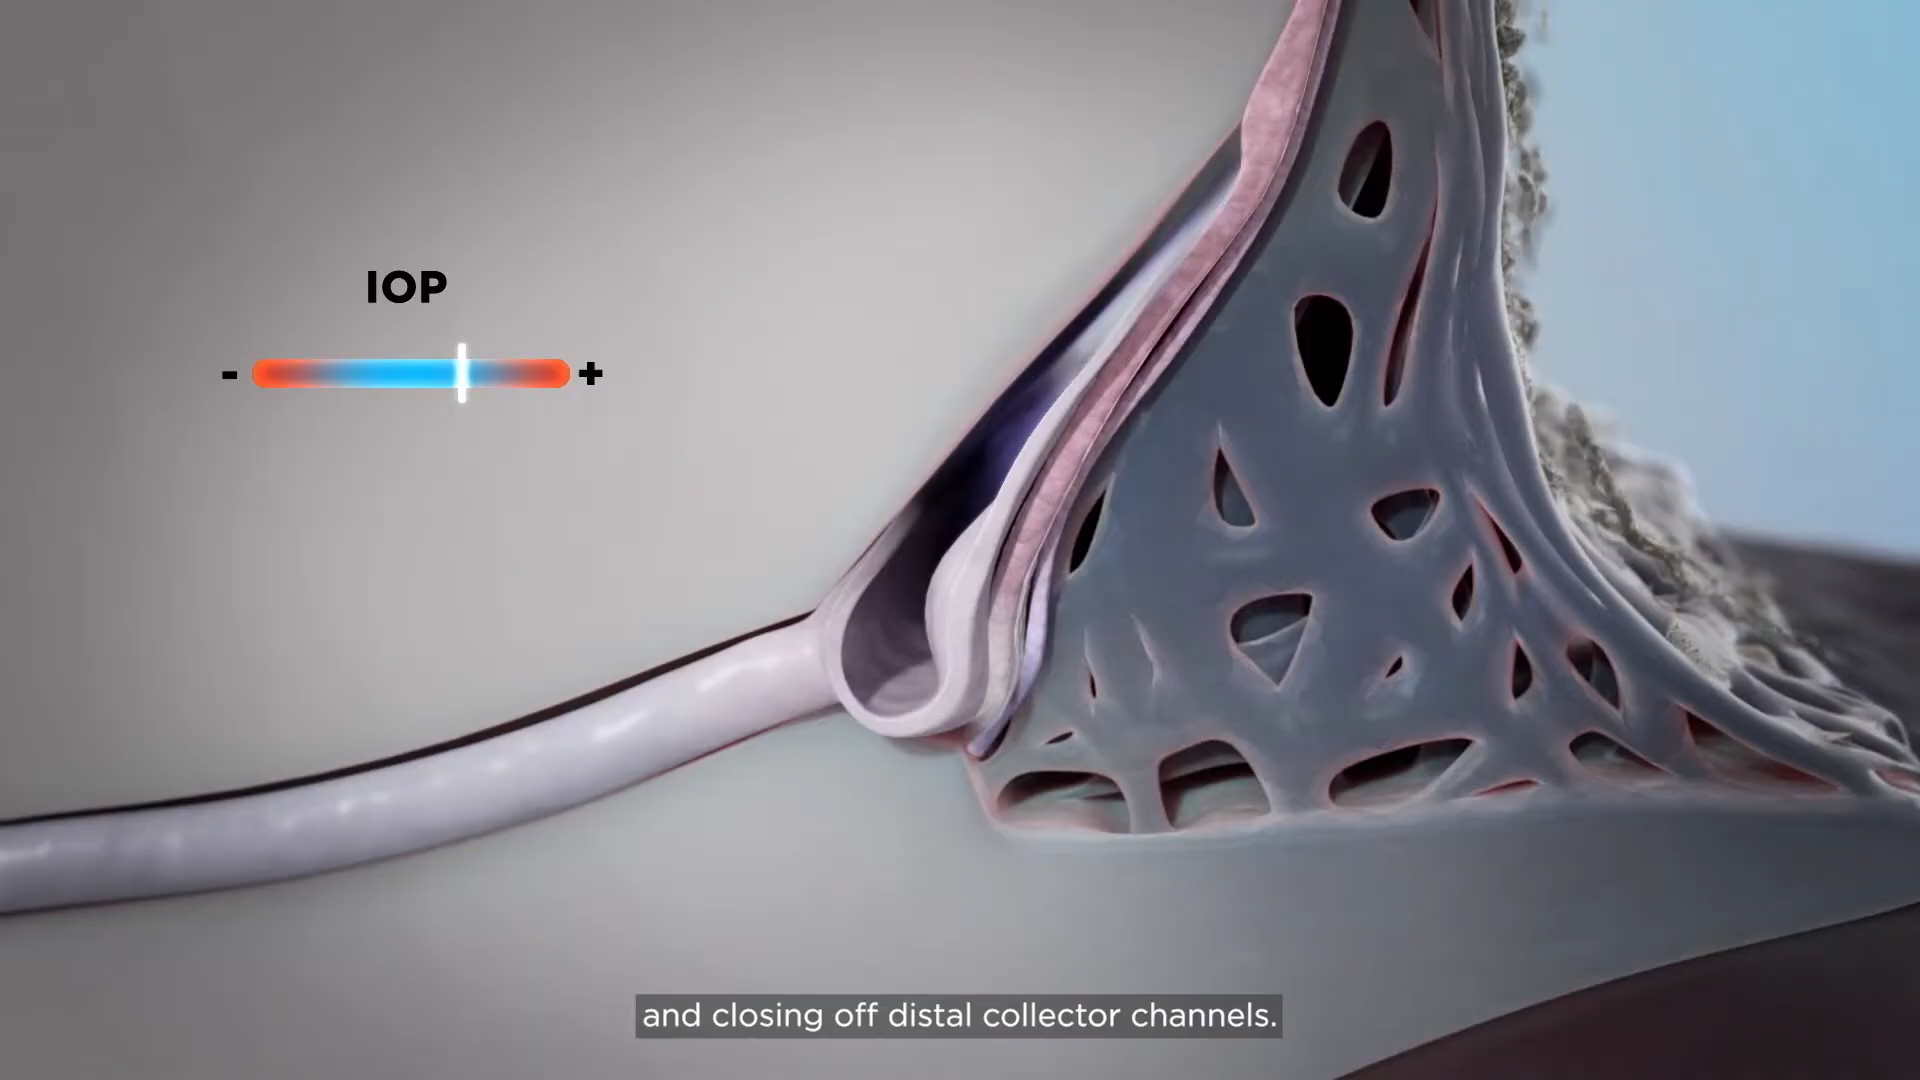 IOP
- +
and closing off distal collector channels.